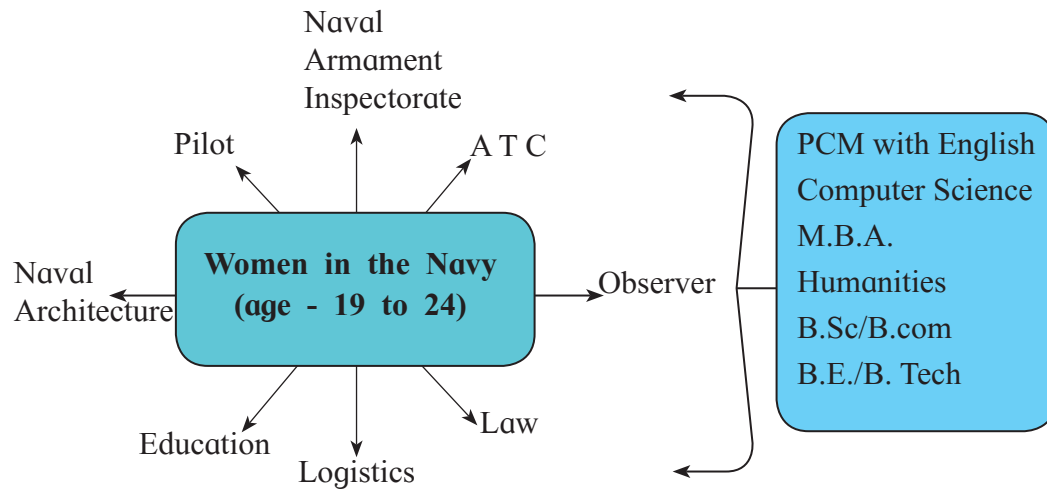 Naval
Armament
Inspectorate
Pilot
A T C
Women in the Navy
(age - 19 to 24)
Naval
Architecture
Observer
Education
Logistics
Law
PCM with English
Computer Science
M.B.A.
Humanities
B.Sc/B.com
B.E./B. Tech